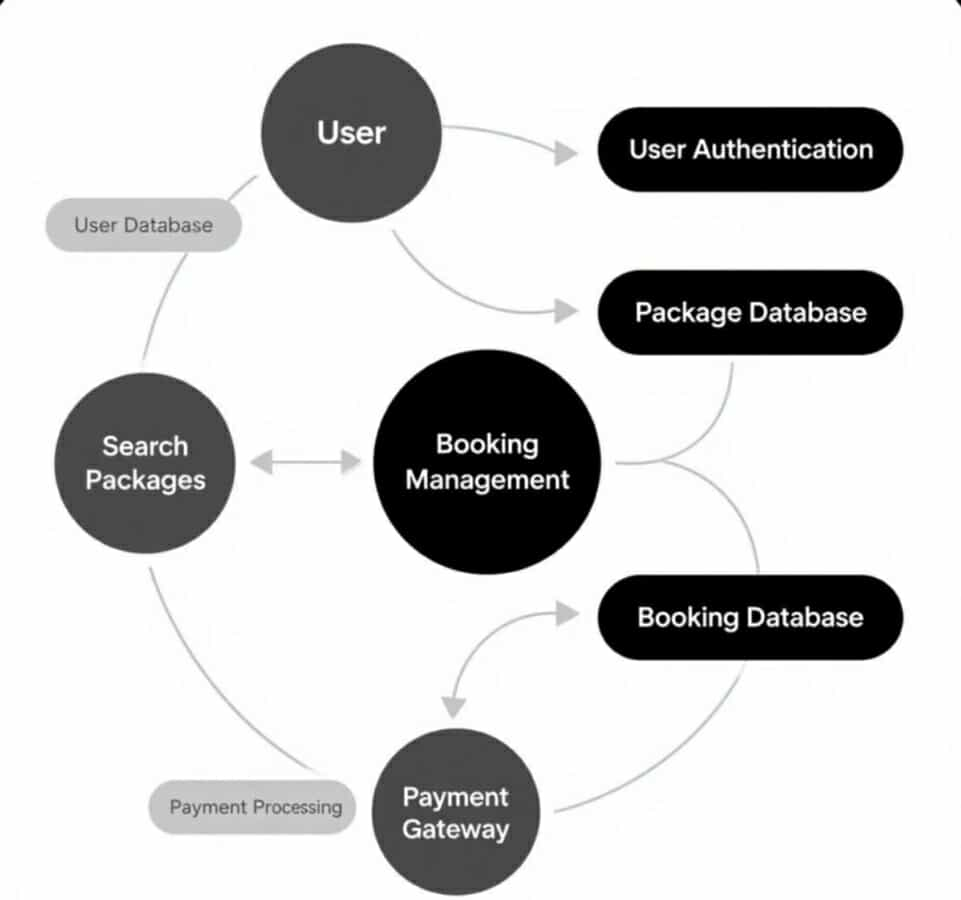 User
User Authentication
User Database
Package Database
Search
Packages
Booking
Management
Booking Database
Payment Processing
Payment
Gateway